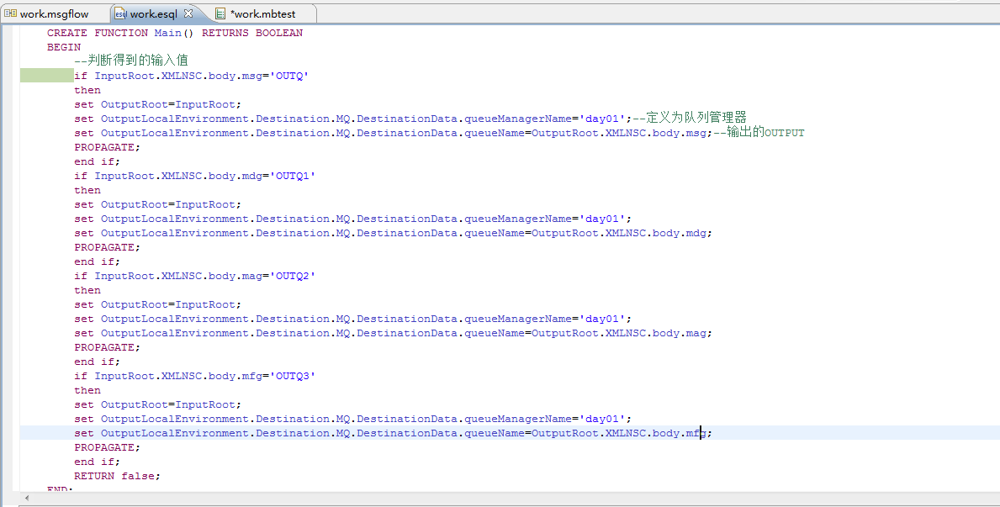 work.msgflow work.esql *work.mbtest
CREATE FUNCTION Main() RETURNS BOOLEAN
BEGIN
--判断得到的输入值
if InputRoot.XMLNSC.body.msg='OUTQ'
then
set OutputRoot=InputRoot;
set OutputLocalEnvironment.Destination.MQ.DestinationData.queueManagerName='day01';--定义为队列管理器
set OutputLocalEnvironment.Destination.MQ.DestinationData.queueName=OutputRoot.XMLNSC.body.msg;--输出的OUTPUT
PROPAGATE;
end if;
if InputRoot.XMLNSC.body.mdg='OUTQ1'
then
set OutputRoot=InputRoot;
set OutputLocalEnvironment.Destination.MQ.DestinationData.queueManagerName='day01';
set OutputLocalEnvironment.Destination.MQ.DestinationData.queueName=OutputRoot.XMLNSC.body.mdg;
PROPAGATE;
end if;
if InputRoot.XMLNSC.body.mag='OUTQ2'
then
set OutputRoot=InputRoot;
set OutputLocalEnvironment.Destination.MQ.DestinationData.queueManagerName='day01';
set OutputLocalEnvironment.Destination.MQ.DestinationData.queueName=OutputRoot.XMLNSC.body.mag;
PROPAGATE;
end if;
if InputRoot.XMLNSC.body.mfg='OUTQ3'
then
set OutputRoot=InputRoot;
set OutputLocalEnvironment.Destination.MQ.DestinationData.queueManagerName='day01';
set OutputLocalEnvironment.Destination.MQ.DestinationData.queueName=OutputRoot.XMLNSC.body.mfg;
PROPAGATE;
end if;
RETURN false;
END;